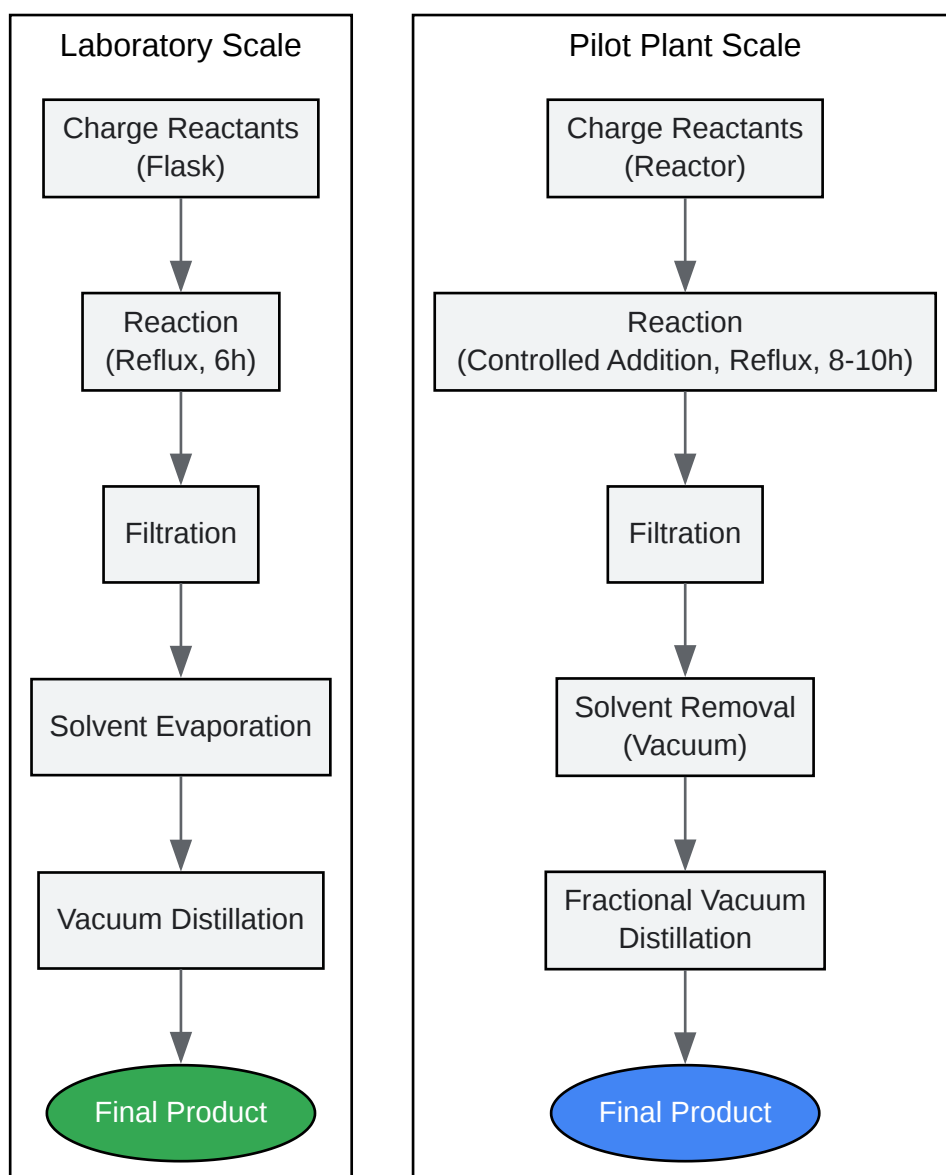 Laboratory Scale
Charge Reactants
(Flask)
Reaction
(Reflux, 6h)
Filtration
Solvent Evaporation
Vacuum Distillation
Final Product
Pilot Plant Scale
Charge Reactants
(Reactor)
Reaction
(Controlled Addition, Reflux, 8-10h)
Filtration
Solvent Removal
(Vacuum)
Fractional Vacuum
Distillation
Final Product